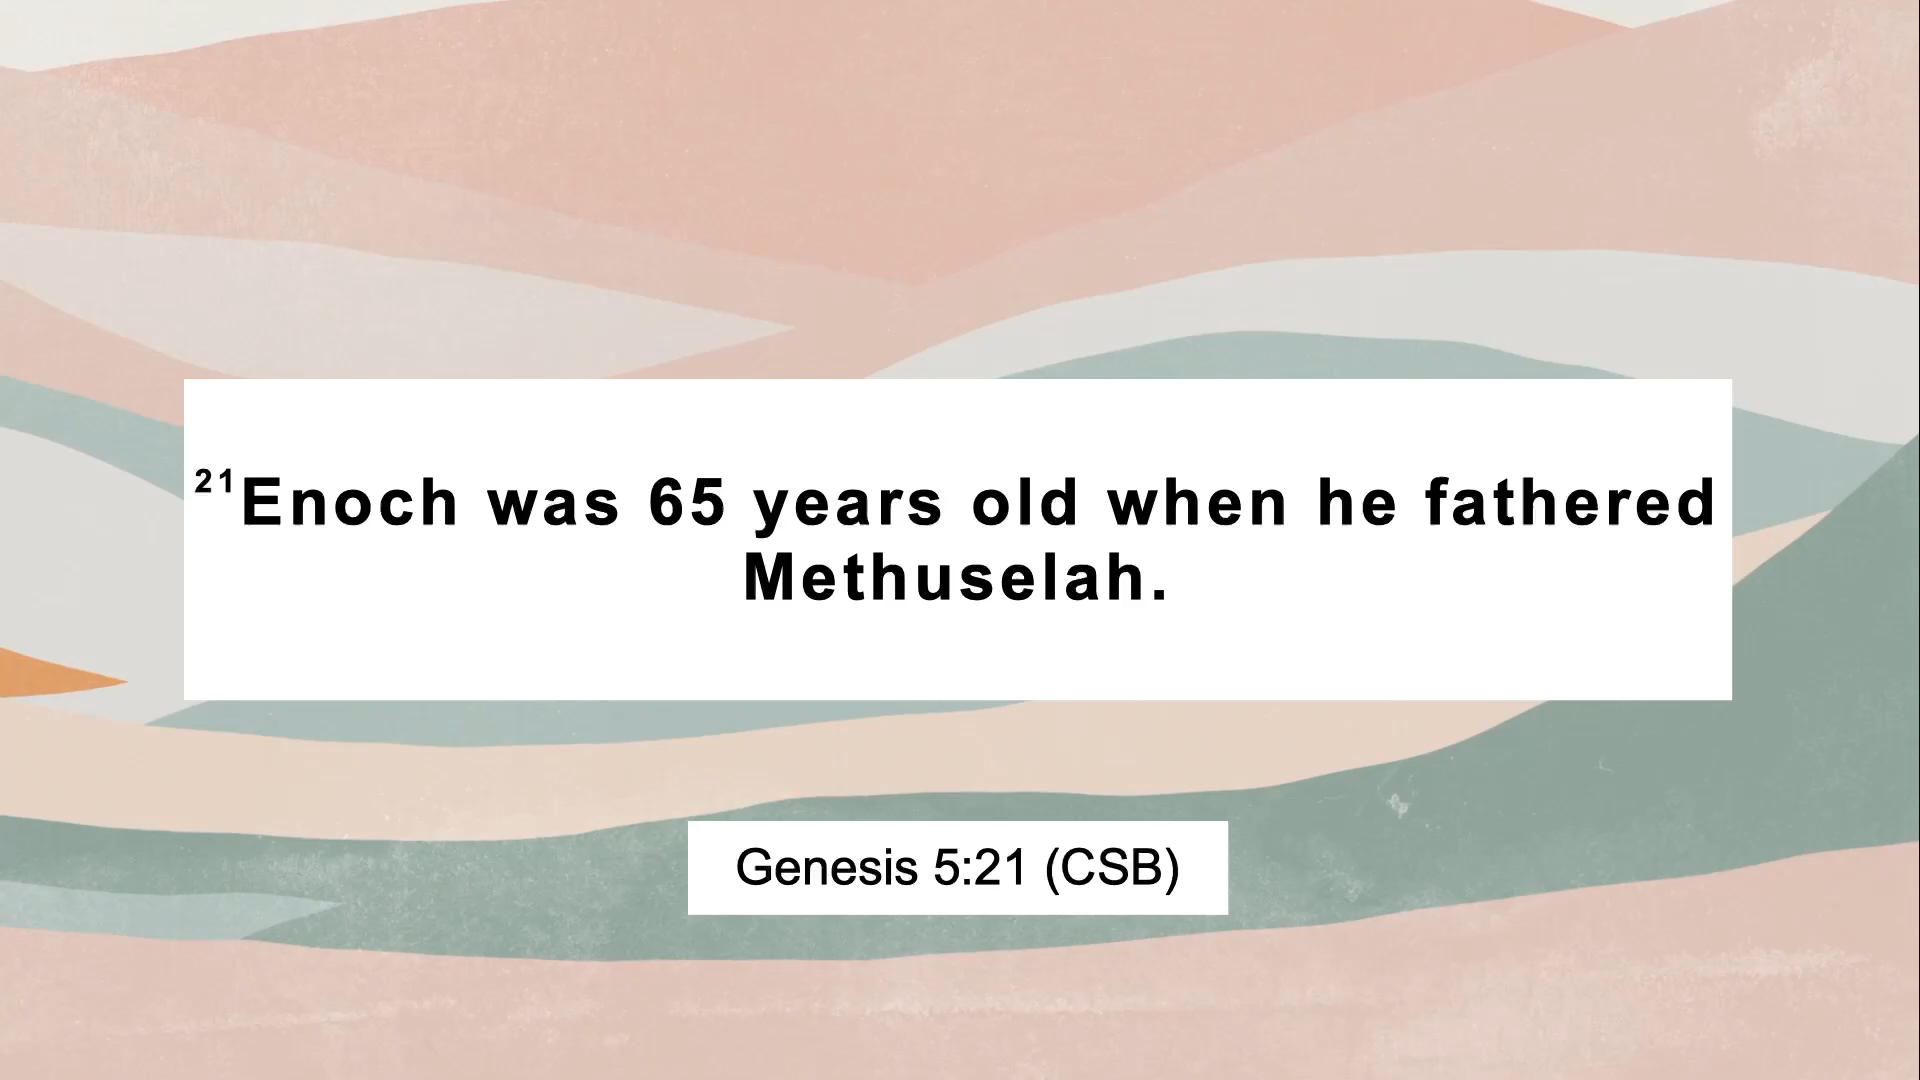 ²¹Enoch was 65 years old when he fathered
Methuselah.
Genesis 5:21 (CSB)